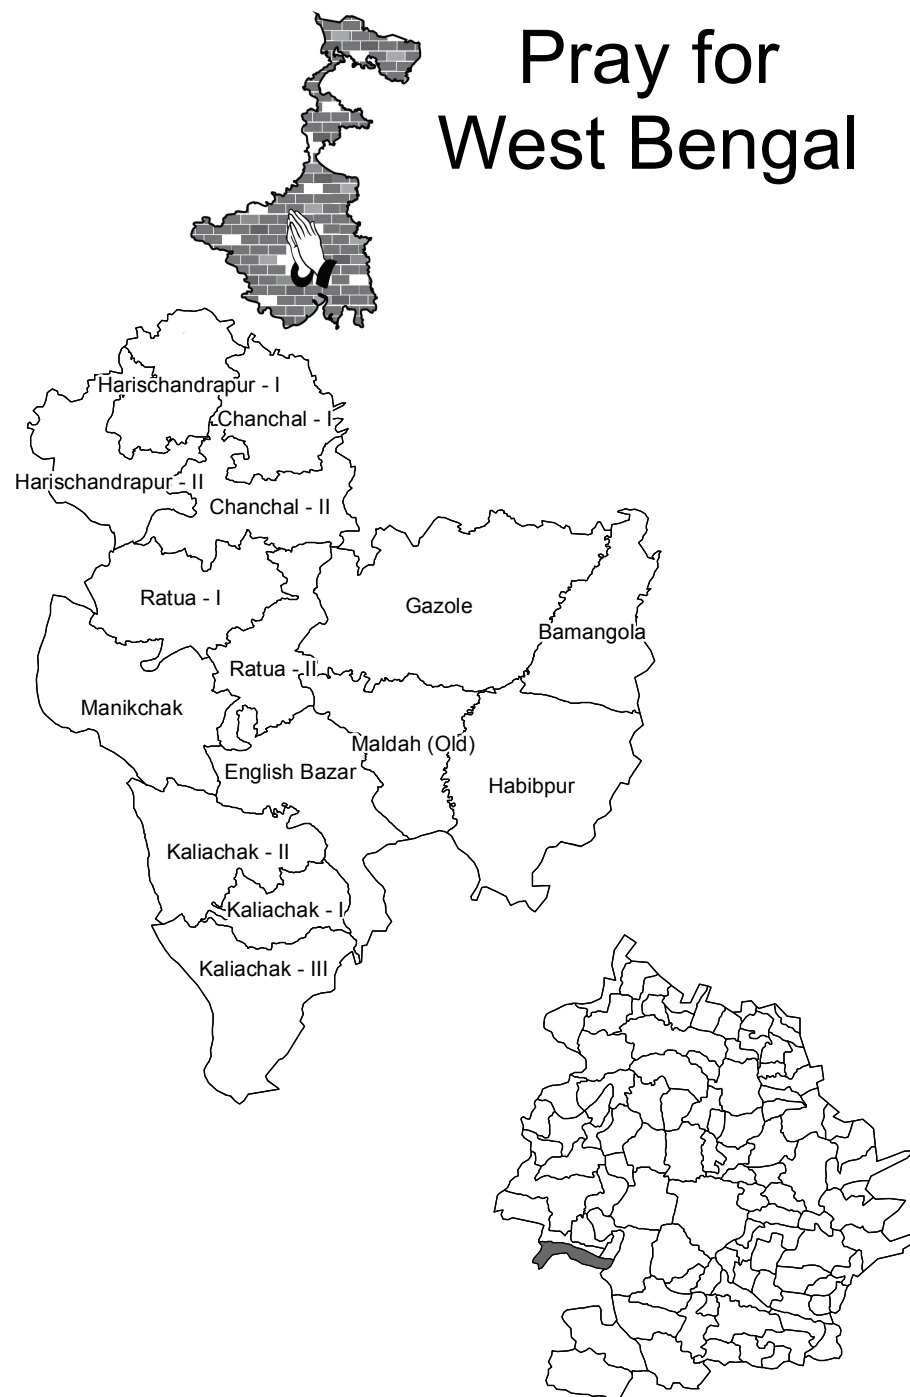 Pray for
West Bengal
Harischandrapur - I
Chanchal - I
Harischandrapur - II
Chanchal - II
Ratua - I
Gazole
Bamangola
Ratua - II
Manikchak
Maldah (Old)
English Bazar
Habibpur
Kaliachak - II
Kaliachak - I
Kaliachak - III